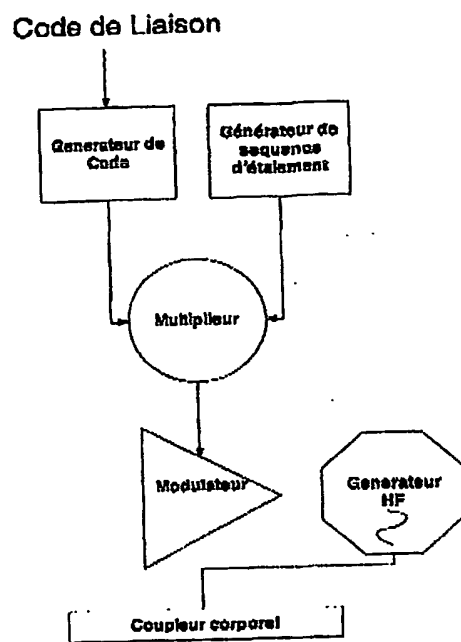 Code de Liaison
Generateur de
Code
Générateur de
sequence
d'étalement
Multiplieur
Modulateur
Generateur
HF
Coupleur corporel